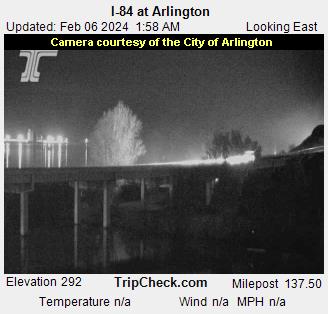 I-84 at Arlington
Updated: Feb 06 2024 1:58 AM Looking East
Camera courtesy of the City of Arlington
Elevation 292 TripCheck.com Milepost 137.50
Temperature n/a Wind n/a MPH n/a